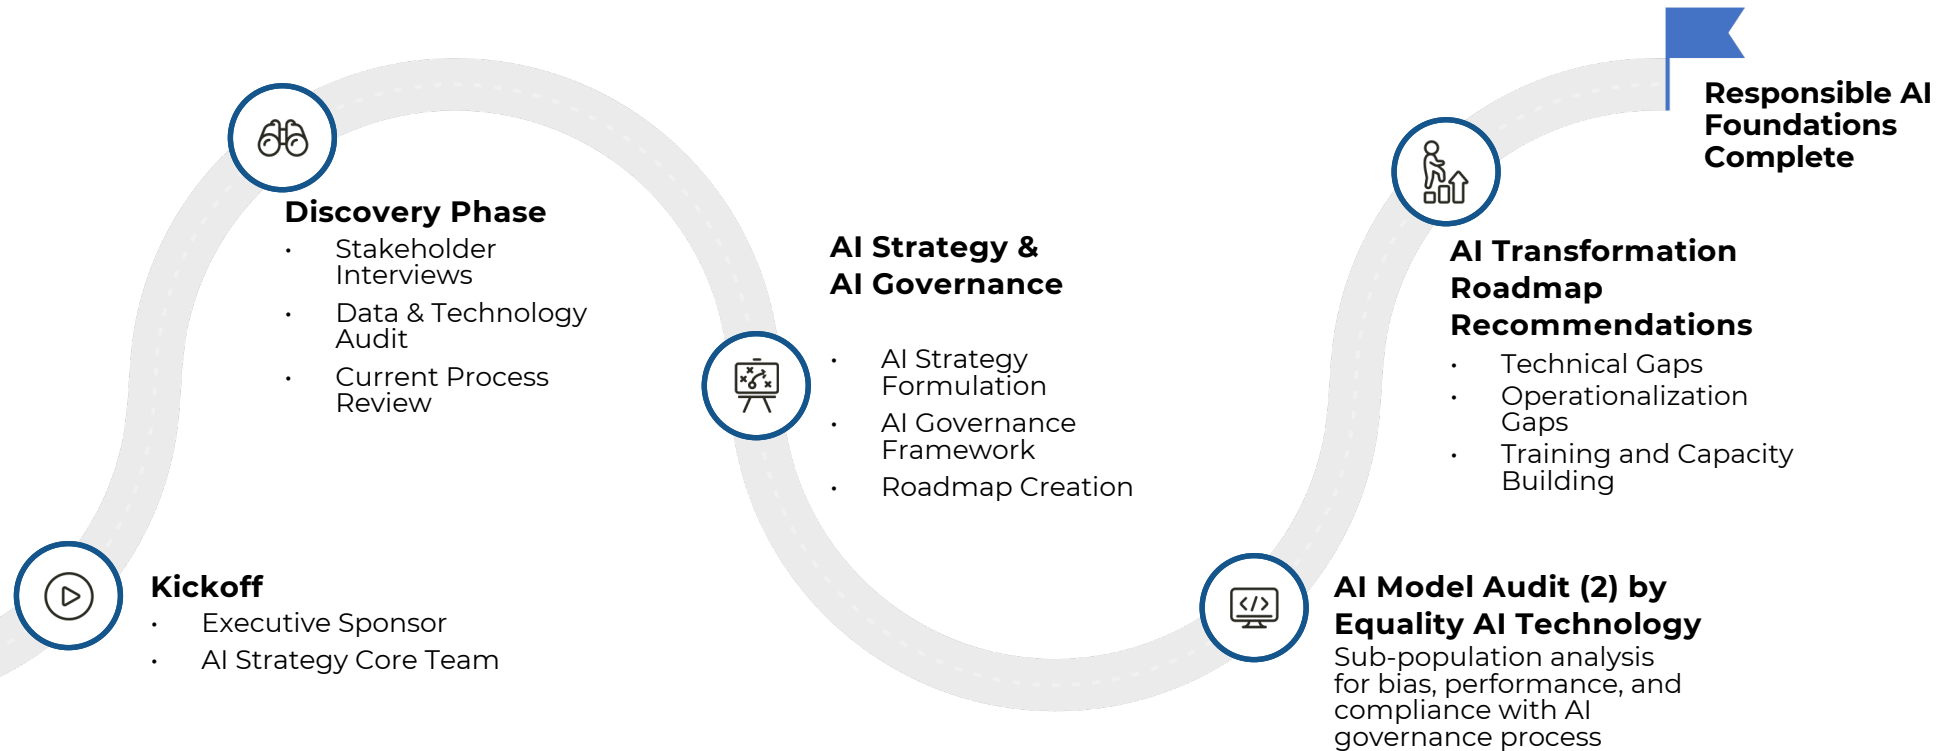 Kickoff
• Executive Sponsor
• AI Strategy Core Team
Discovery Phase
• Stakeholder
Interviews
• Data & Technology
Audit
• Current Process
Review
AI Strategy &
AI Governance
• AI Strategy
Formulation
• AI Governance
Framework
• Roadmap Creation
AI Model Audit (2) by
Equality AI Technology
Sub-population analysis
for bias, performance, and
compliance with AI
governance process
AI Transformation
Roadmap
Recommendations
• Technical Gaps
• Operationalization
Gaps
• Training and Capacity
Building
Responsible AI
Foundations
Complete